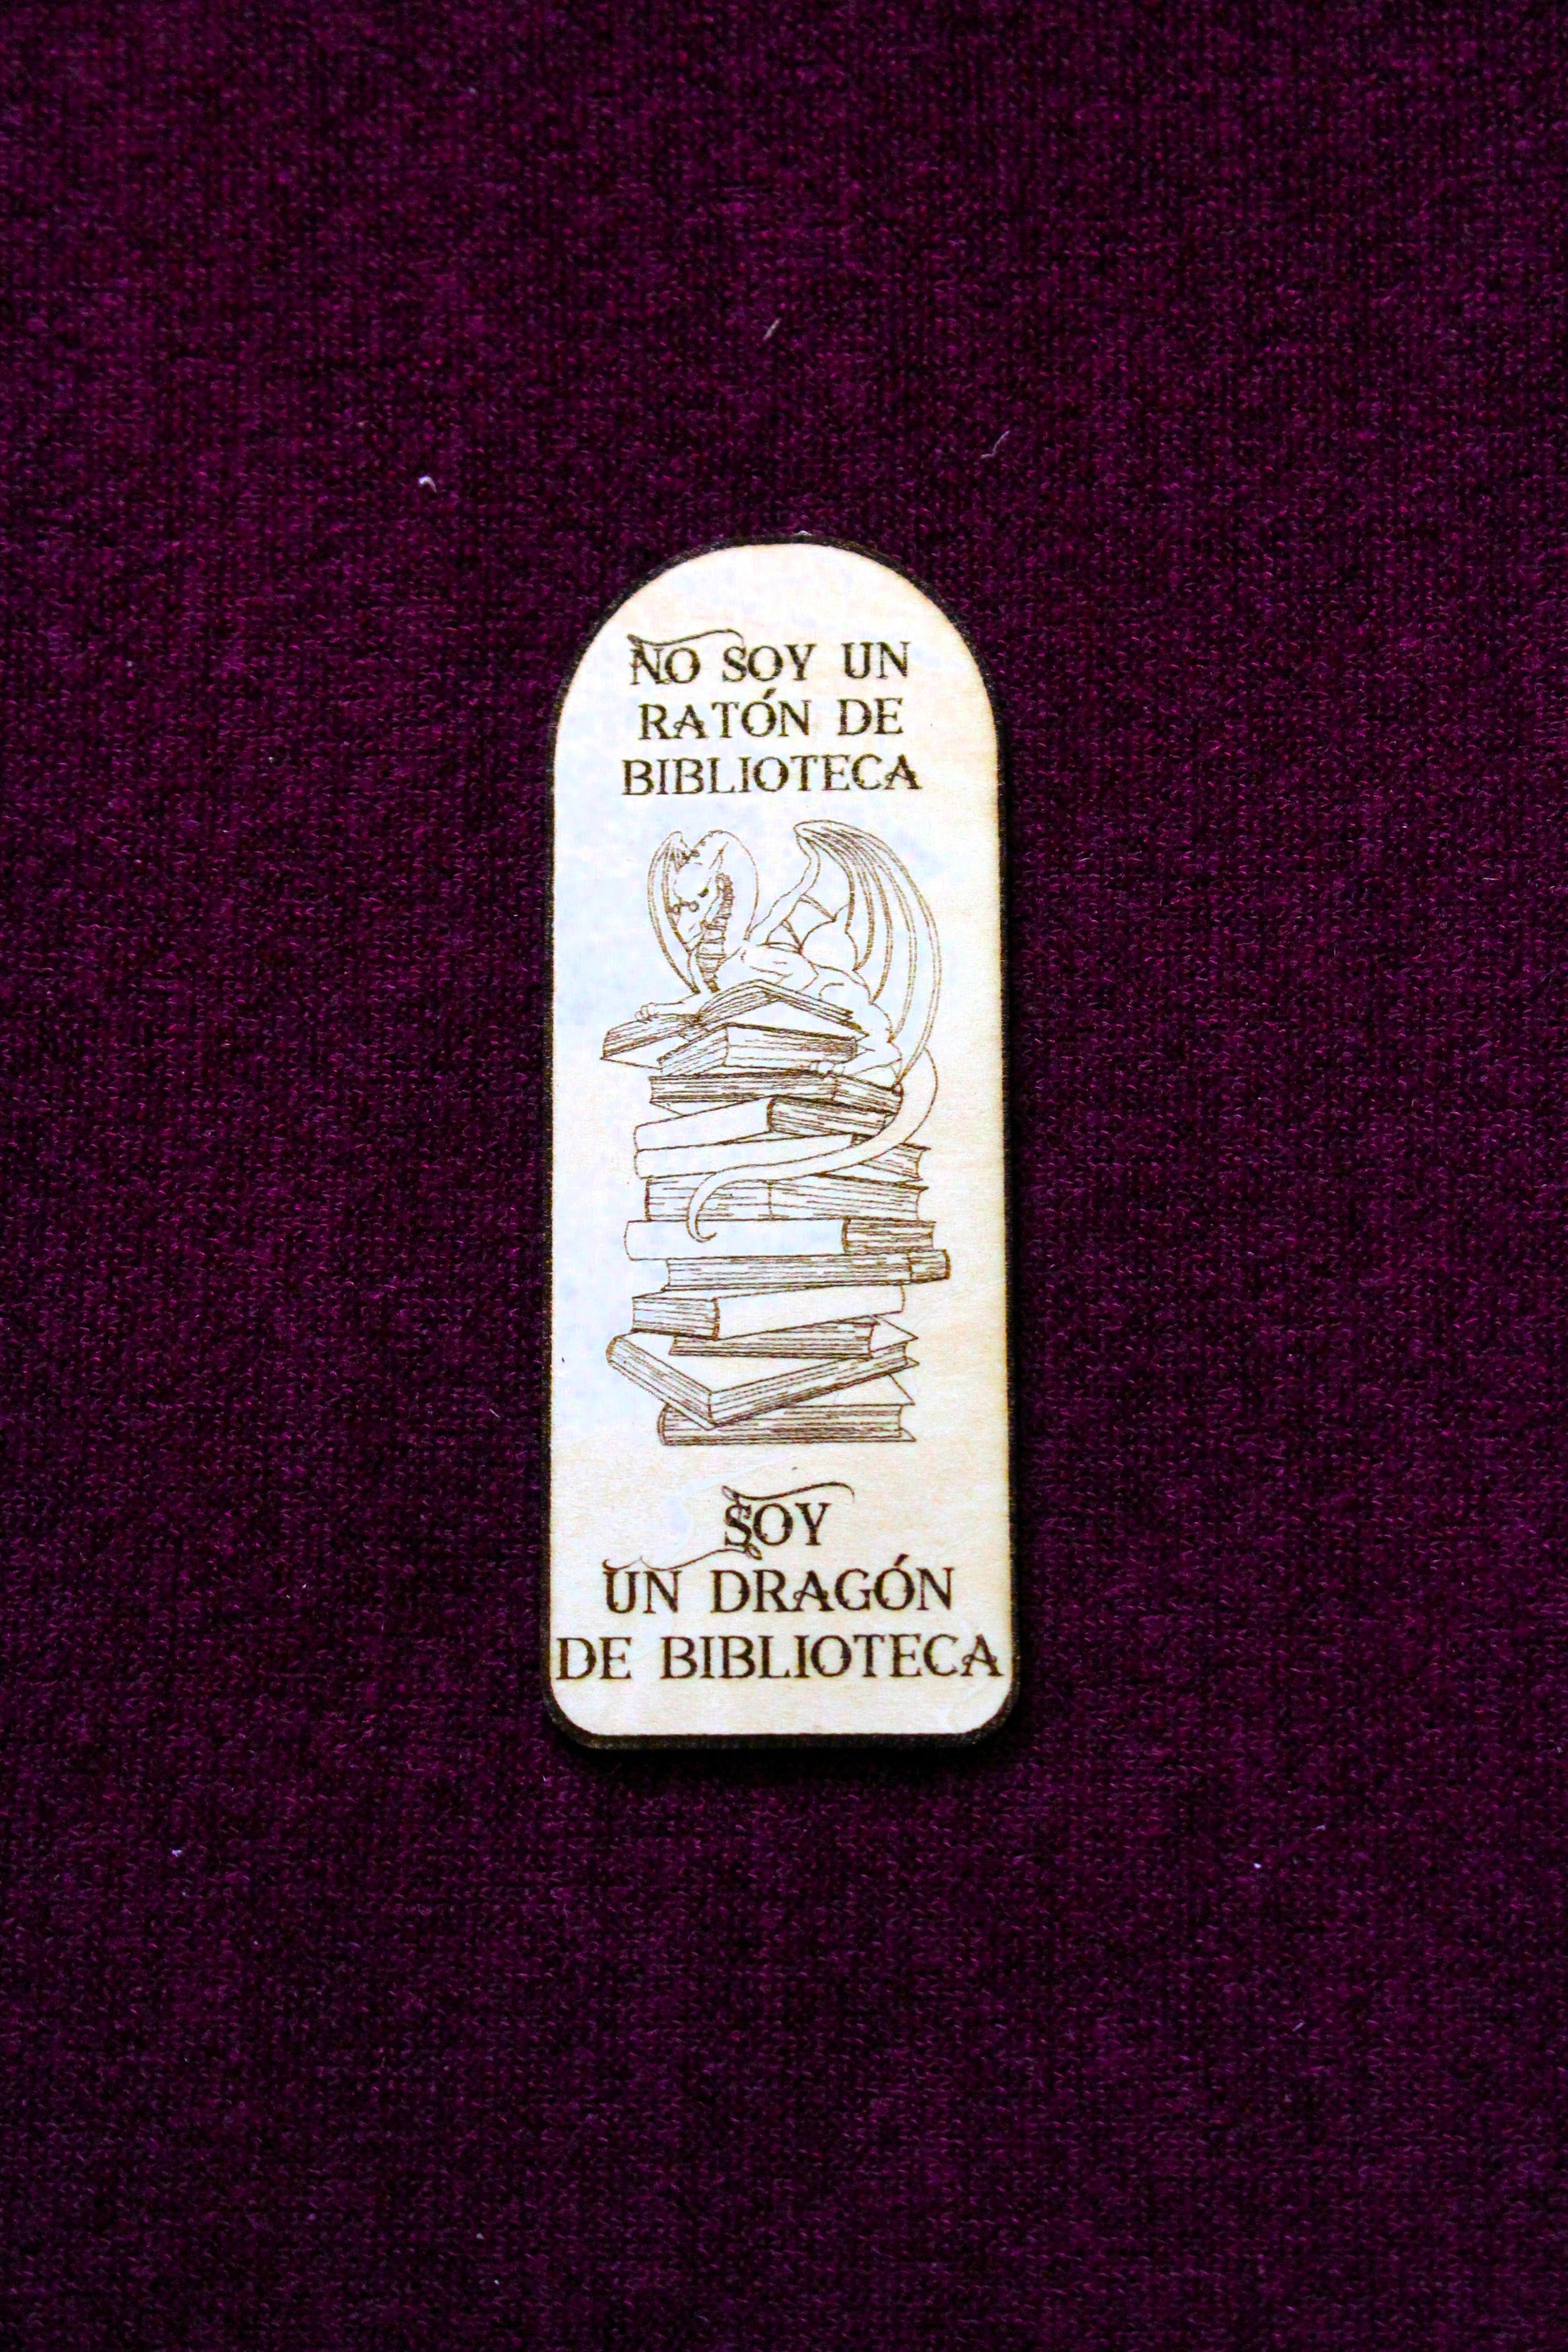 NO SOY UN
RATÓN DE
BIBLIOTECA
SOY
UN DRAGÓN
DE BIBLIOTECA